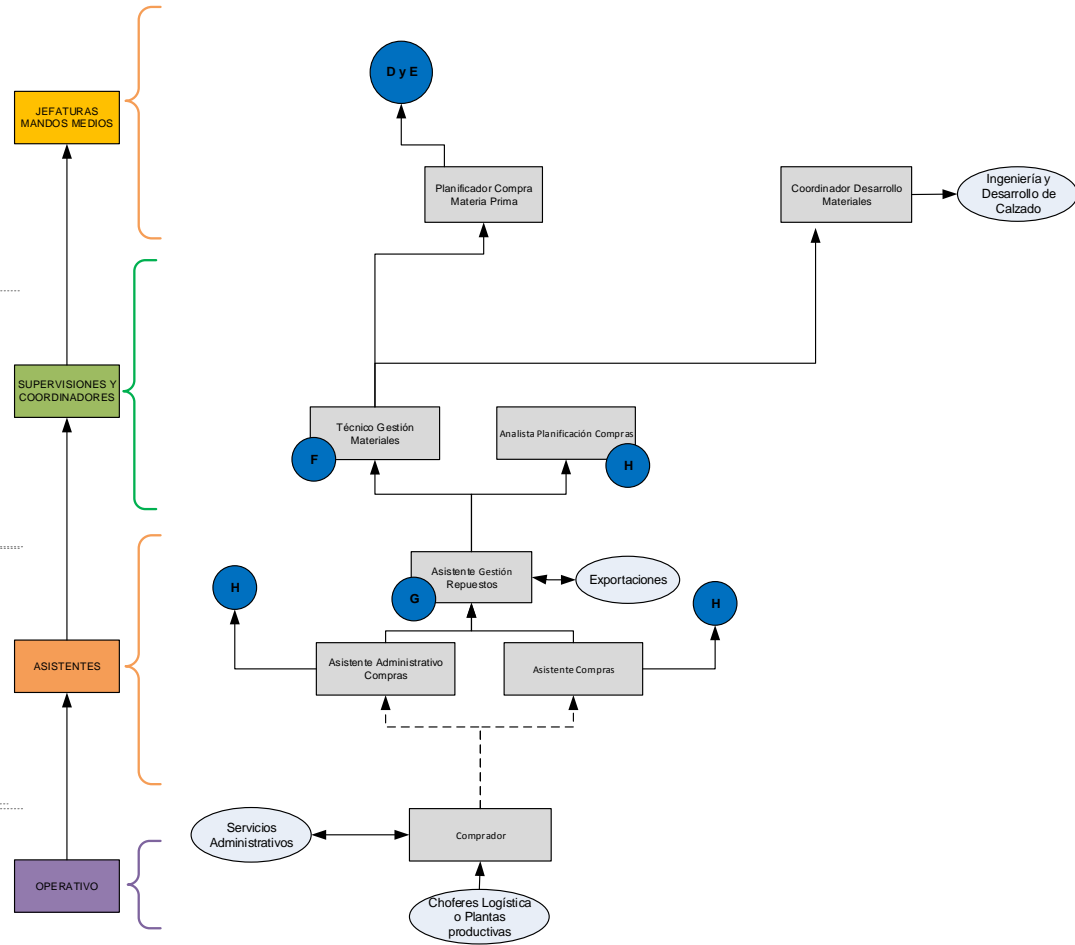 D y E
JEFATURAS
MANDOS MEDIOS
Planificador Compra
Materia Prima
Coordinador Desarrollo
Materiales
Ingeniería y
Desarrollo de
Calzado
SUPERVISIONES Y
COORDINADORES
Técnico Gestión
Materiales
F
Analista Planificación Compras
H
Asistente Gestión
Repuestos
G
Exportaciones
H
H
ASISTENTES
Asistente Administrativo
Compras
Asistente Compras
Servicios
Administrativos
Comprador
OPERATIVO
Choferes Logística
o Plantas
productivas